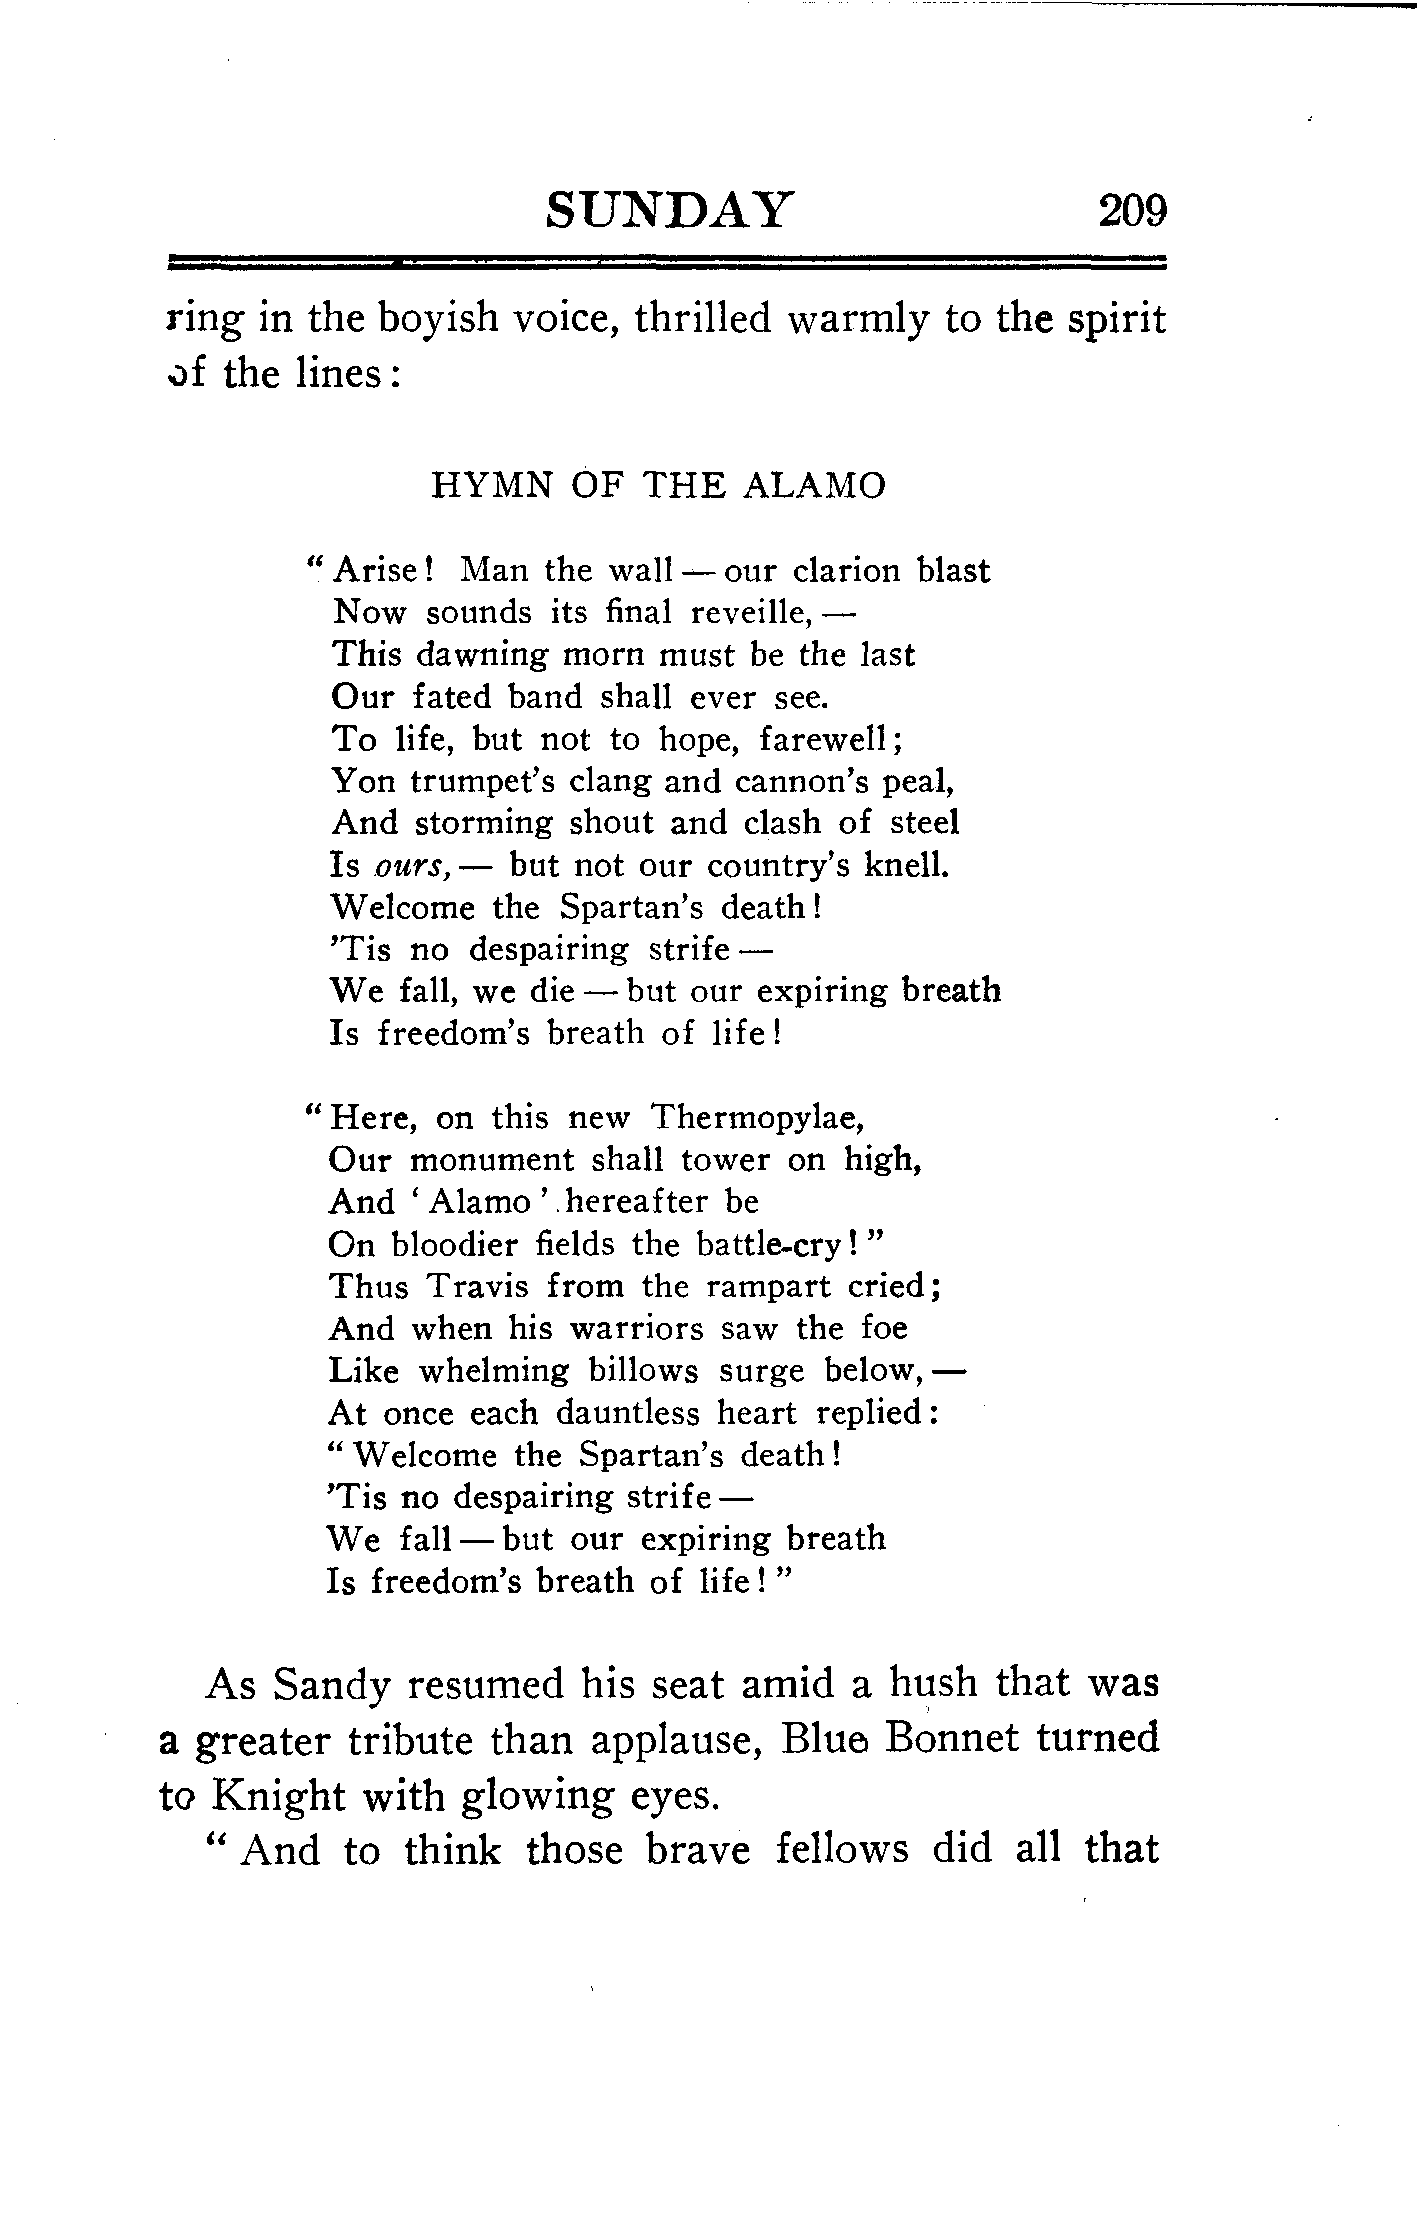 SUNDAY 209
ring in the boyish voice, thrilled warmly to the spirit
of the lines:
HYMN OF THE ALAMO
"Arise! Man the wall — our clarion blast
Now sounds its final reveille, —
This dawning morn must be the last
Our fated band shall ever see.
To life, but not to hope, farewell;
Yon trumpet's clang and cannon's peal,
And storming shout and clash of steel
Is ours, — but not our country's knell.
Welcome the Spartan's death!
'Tis no despairing strife —
We fall, we die — but our expiring breath
Is freedom's breath of life!
"Here, on this new Thermopylae,
Our monument shall tower on high,
And 'Alamo' hereafter be
On bloodier fields the battle-cry!"
Thus Travis from the rampart cried;
And when his warriors saw the foe
Like whelming billows surge below, —
At once each dauntless heart replied:
"Welcome the Spartan's death!
'Tis no despairing strife —
We fall — but our expiring breath
Is freedom's breath of life!"
As Sandy resumed his seat amid a hush that was
a greater tribute than applause, Blue Bonnet turned
to Knight with glowing eyes.
"And to think those brave fellows did all that